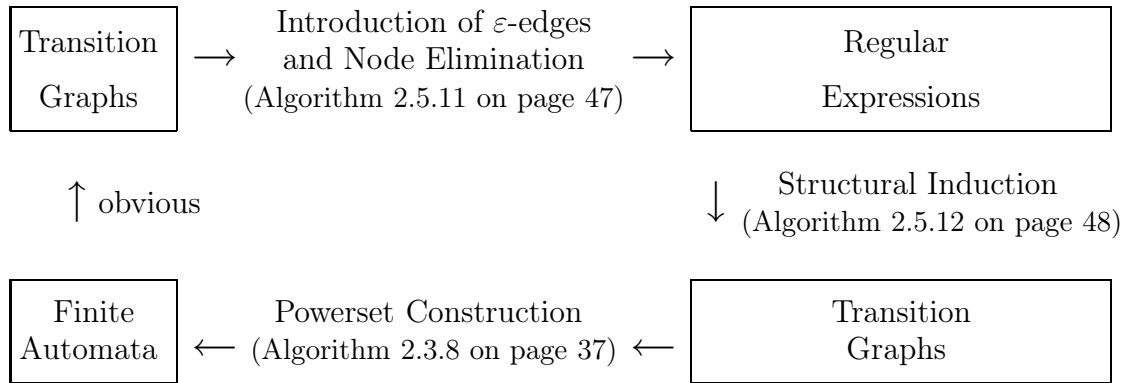 Transition
Graphs
→
Introduction of ε-edges
and Node Elimination
(Algorithm 2.5.11 on page 47)
→
Regular
Expressions
↑ obvious
↓
Structural Induction
(Algorithm 2.5.12 on page 48)
Finite
Automata
←
Powerset Construction
(Algorithm 2.3.8 on page 37)
←
Transition
Graphs